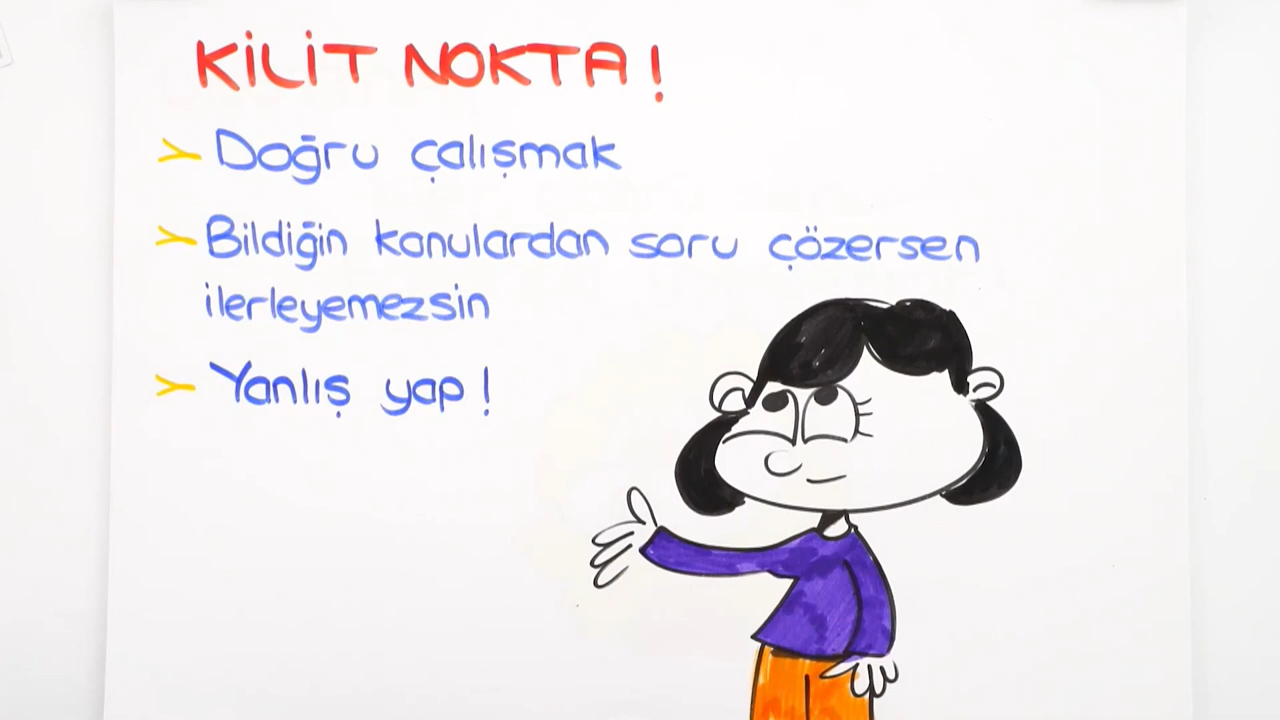 KİLİT NOKTA!
Doğru çalışmak
Bildiğin konulardan soru çözersen
ilerleyemezsin
Yanlış yap!